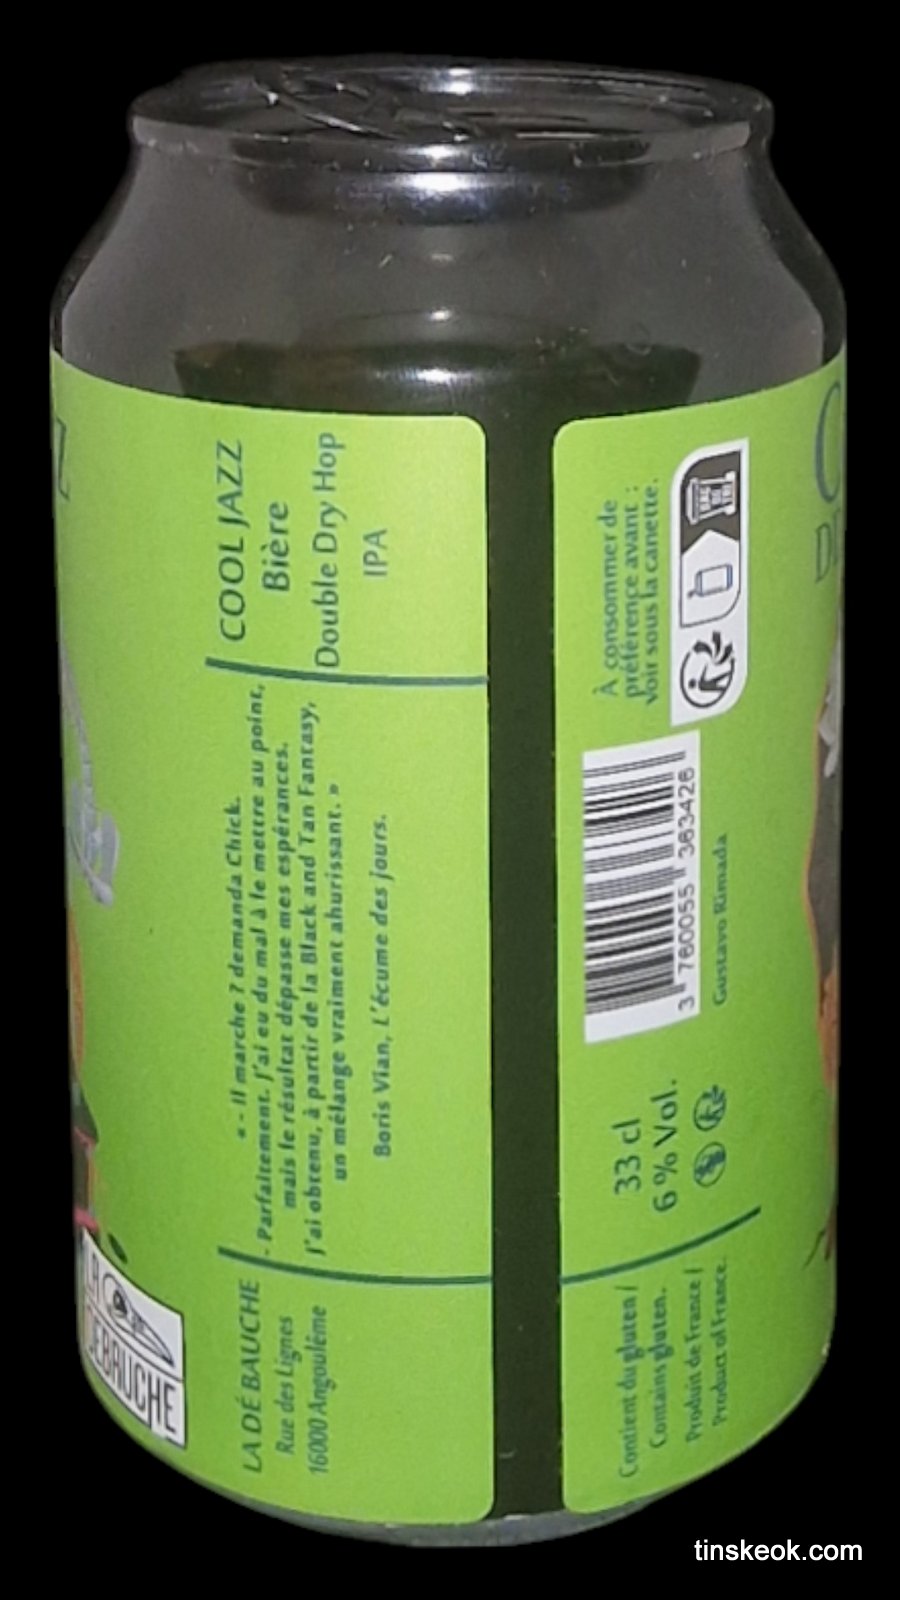 COOL JAZZ
Bière
Double Dry Hop
IPA
« - Il marche ? demanda Chick.
- Parfaitement. J'ai eu du mal à le mettre au point,
mais le résultat dépasse mes espérances.
J'ai obtenu, à partir de la Black and Tan Fantasy,
un mélange vraiment ahurissant. »
Boris Vian, L'écume des jours.
LA DÉBAUCHE
Rue des Lignes
16000 Angoulême
LA
DEBAUCHE
À consommer de
préférence avant :
voir sous la canette.
BAC
DE
TRI
3 760055 363426
Gustavo Rimada
33 cl
6 % Vol.
Contient du gluten /
Contains gluten.
Produit de France /
Product of France.
Z
C
tinskeok.com